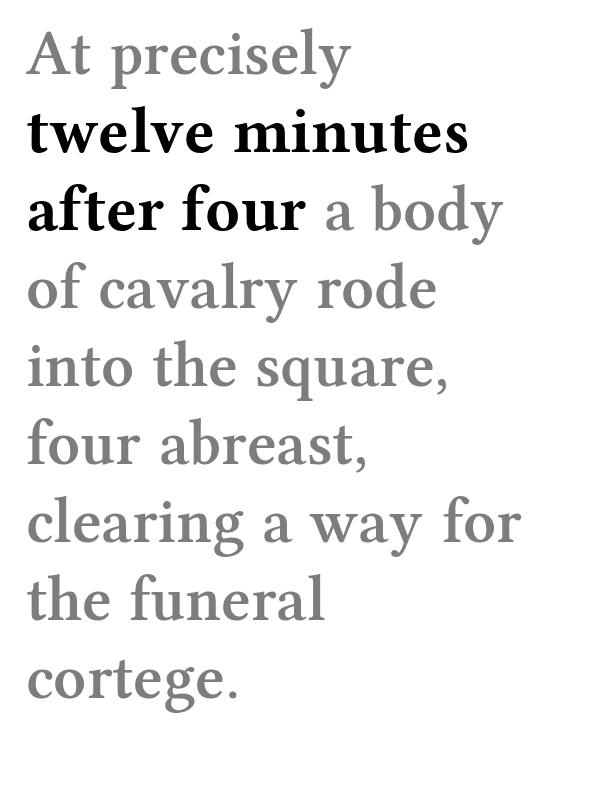 At precisely
twelve minutes
after four a body
of cavalry rode
into the square,
four abreast,
clearing a way for
the funeral
cortege.